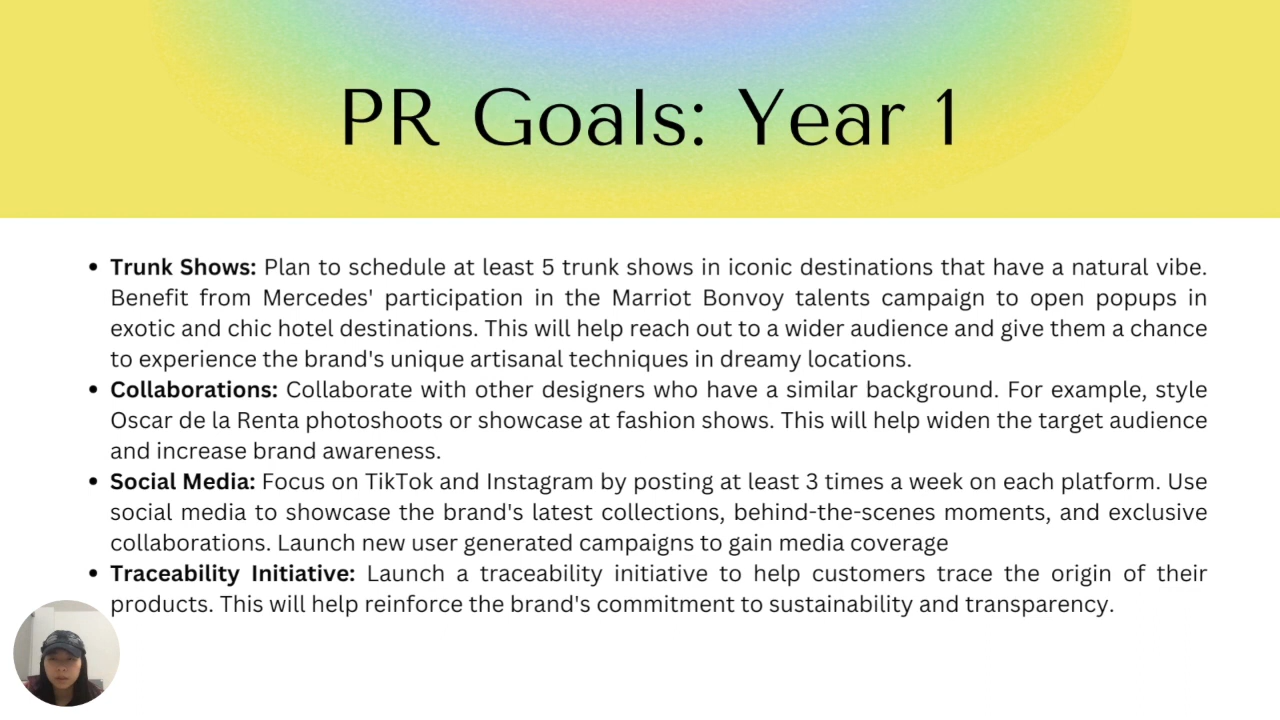 PR Goals: Year 1
• Trunk Shows: Plan to schedule at least 5 trunk shows in iconic destinations that have a natural vibe.
Benefit from Mercedes' participation in the Marriot Bonvoy talents campaign to open popups in
exotic and chic hotel destinations. This will help reach out to a wider audience and give them a chance
to experience the brand's unique artisanal techniques in dreamy locations.
• Collaborations: Collaborate with other designers who have a similar background. For example, style
Oscar de la Renta photoshoots or showcase at fashion shows. This will help widen the target audience
and increase brand awareness.
• Social Media: Focus on TikTok and Instagram by posting at least 3 times a week on each platform. Use
social media to showcase the brand's latest collections, behind-the-scenes moments, and exclusive
collaborations. Launch new user generated campaigns to gain media coverage
• Traceability Initiative: Launch a traceability initiative to help customers trace the origin of their
products. This will help reinforce the brand's commitment to sustainability and transparency.